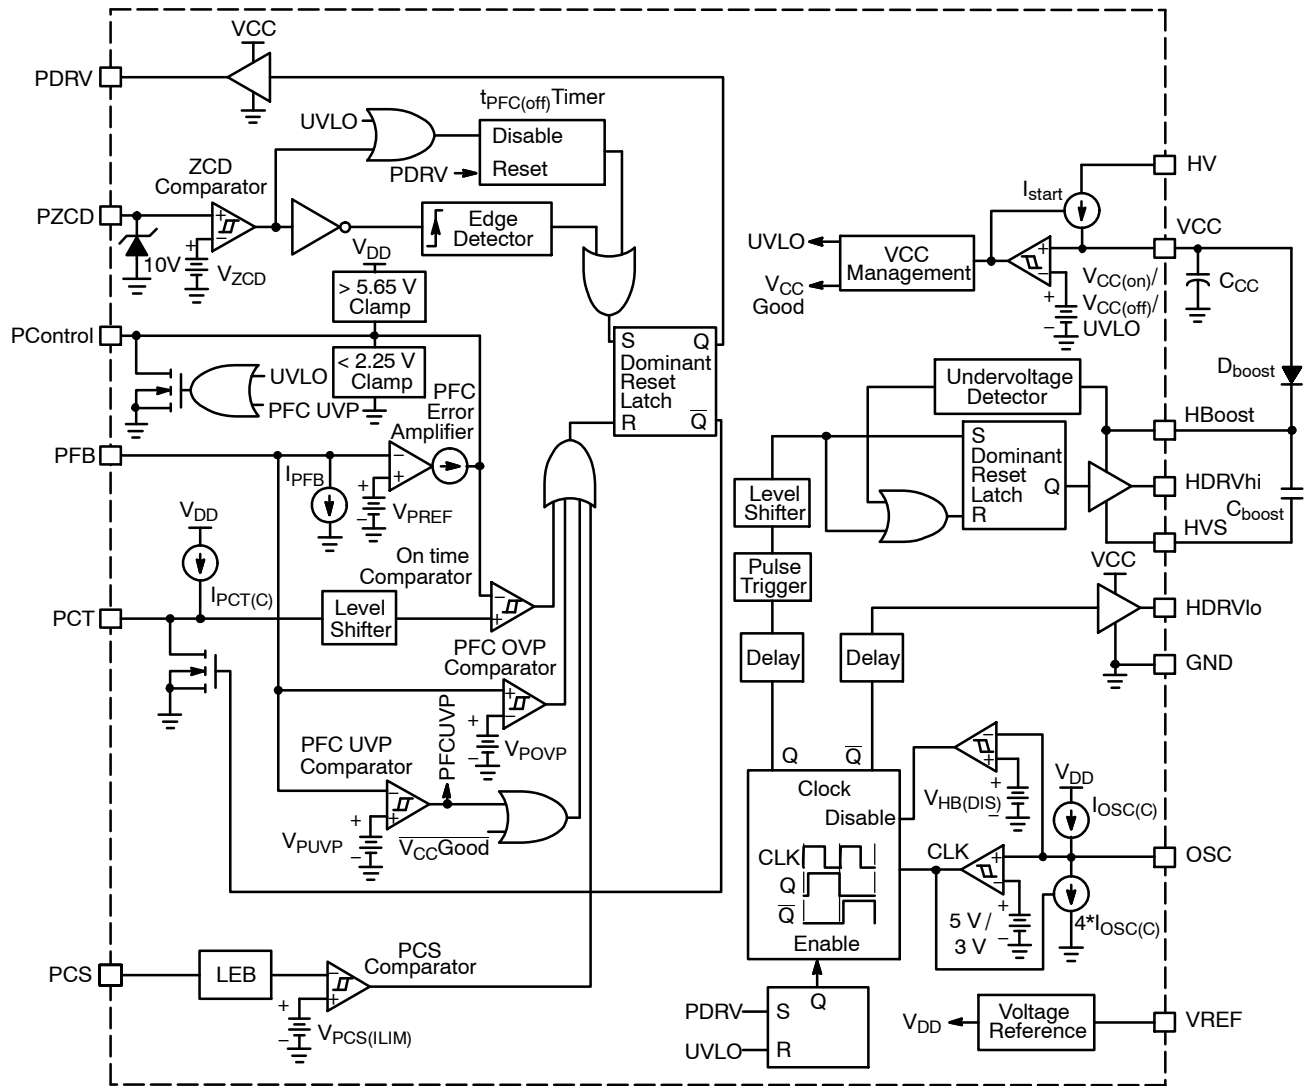 PDRV
VCC
UVLO
tPFC(off)Timer
Disable
Reset
PDRV
ZCD
Comparator
PZCD
+
−
10V
+
−
VZCD
Edge
Detector
VDD
> 5.65 V
Clamp
PControl
< 2.25 V
Clamp
UVLO
PFC UVP
PFC
Error
Amplifier
S
Q
Dominant
Reset
Latch
R
Q
PFB
IPFB
−
+
+
−
VPREF
VDD
IPCT(C)
On time
Comparator
PCT
Level
Shifter
−
+
PFC OVP
Comparator
+
−
+
−
VPOVP
PFC UVP
Comparator
PFCUVP
−
+
+
−
VPUVP
VCCGood
PCS
LEB
PCS
Comparator
−
+
+
−
VPCS(ILIM)
HV
Istart
VCC
UVLO
VCC
Good
VCC
Management
+
−
+
−
VCC(on)/
VCC(off)/
UVLO
CCC
Dboost
Undervoltage
Detector
HBoost
S
Dominant
Reset
Latch
Q
R
HDRVhi
Cboost
HVS
Level
Shifter
Pulse
Trigger
VCC
HDRVlo
Delay
Delay
GND
Q
Q
Clock
Disable
−
+
+
−
VHB(DIS)
VDD
IOSC(C)
CLK
CLK
Q
Q
Enable
+
−
+
−
5 V /
3 V
OSC
4*IOSC(C)
PDRV
S
Q
UVLO
R
VDD
Voltage
Reference
VREF